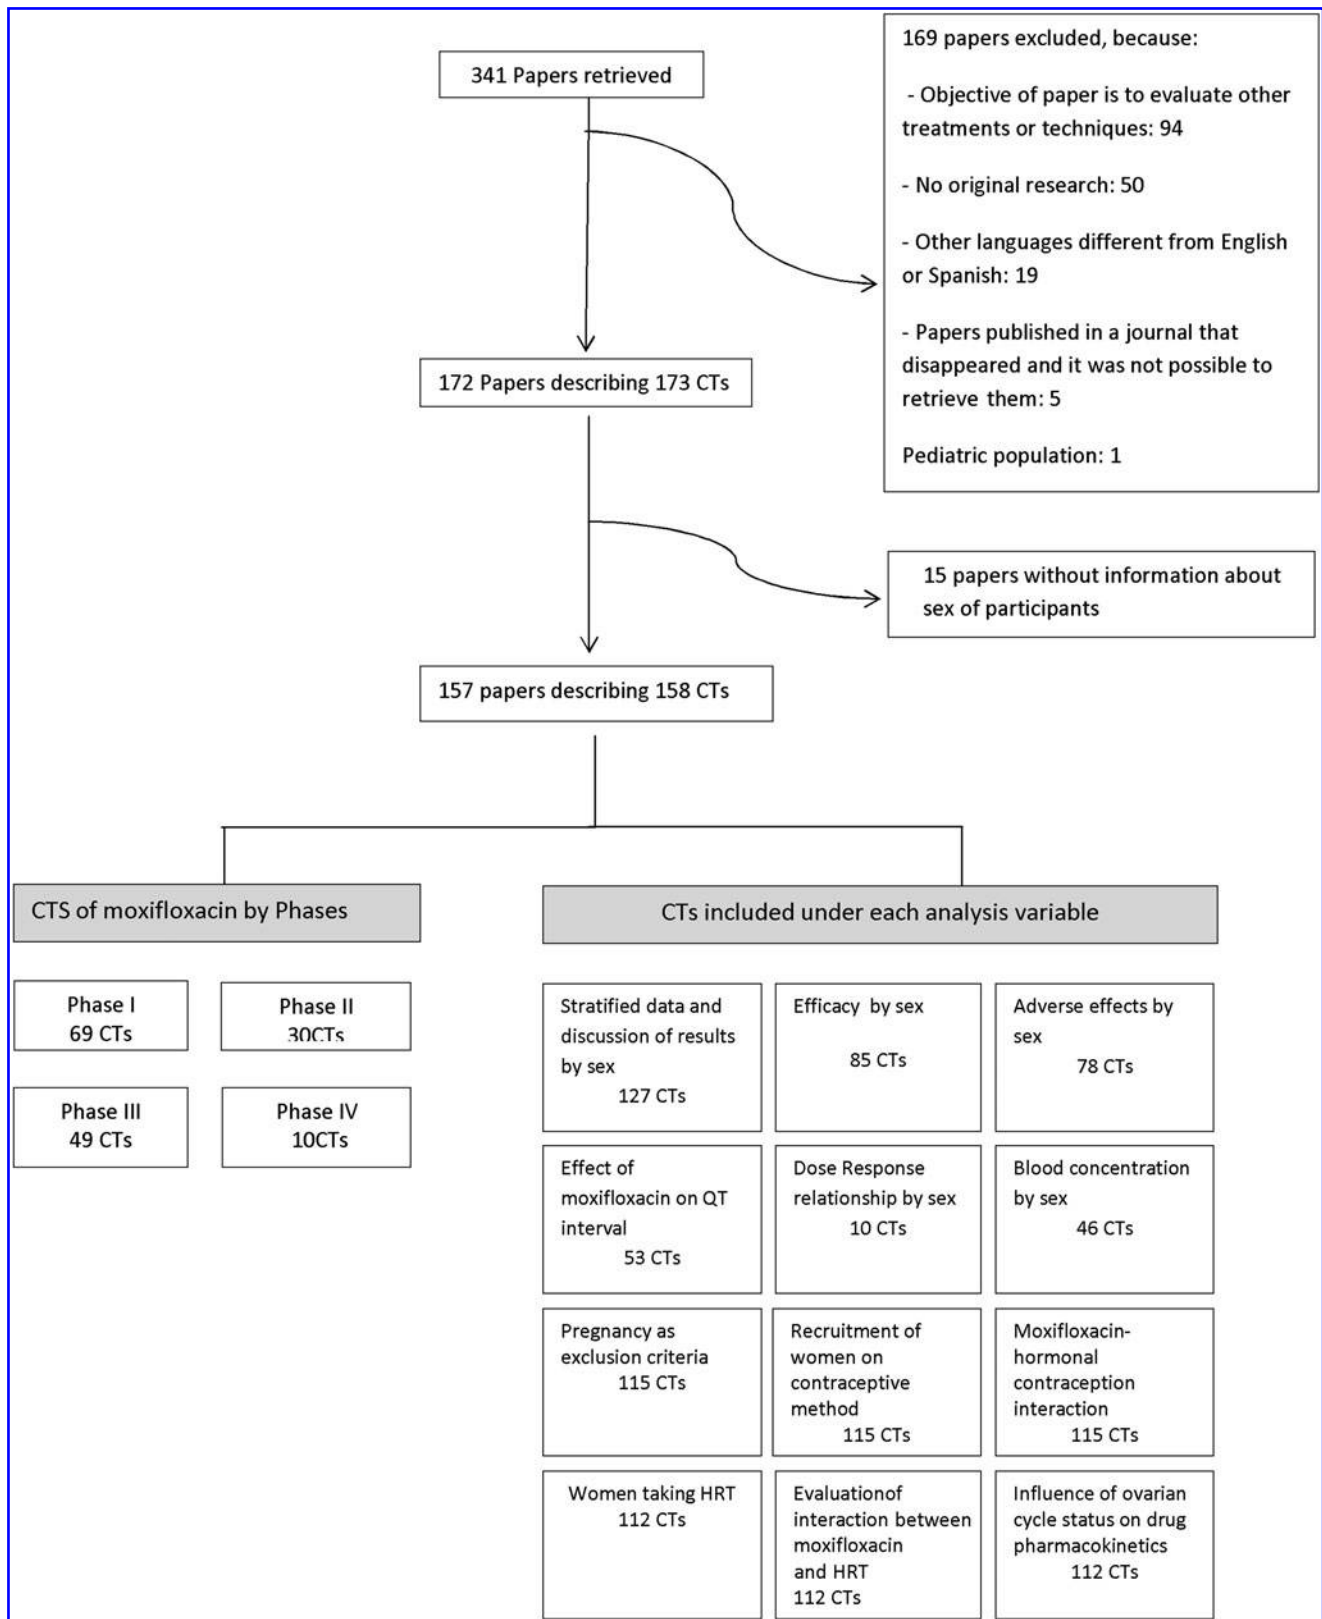 341 Papers retrieved
169 papers excluded, because:
- Objective of paper is to evaluate other
treatments or techniques: 94
- No original research: 50
- Other languages different from English
or Spanish: 19
- Papers published in a journal that
disappeared and it was not possible to
retrieve them: 5
Pediatric population: 1
172 Papers describing 173 CTs
15 papers without information about
sex of participants
157 papers describing 158 CTs
CTS of moxifloxacin by Phases
Phase I
69 CTs
Phase II
30CTs
Phase III
49 CTs
Phase IV
10CTs
CTs included under each analysis variable
Stratified data and
discussion of results
by sex
127 CTs
Efficacy by sex
85 CTs
Adverse effects by
sex
78 CTs
Effect of
moxifloxacin on QT
interval
53 CTs
Dose Response
relationship by sex
10 CTs
Blood concentration
by sex
46 CTs
Pregnancy as
exclusion criteria
115 CTs
Recruitment of
women on
contraceptive
method
115 CTs
Moxifloxacin-
hormonal
contraception
interaction
115 CTs
Women taking HRT
112 CTs
Evaluationof
interaction between
moxifloxacin
and HRT
112 CTs
Influence of ovarian
cycle status on drug
pharmacokinetics
112 CTs